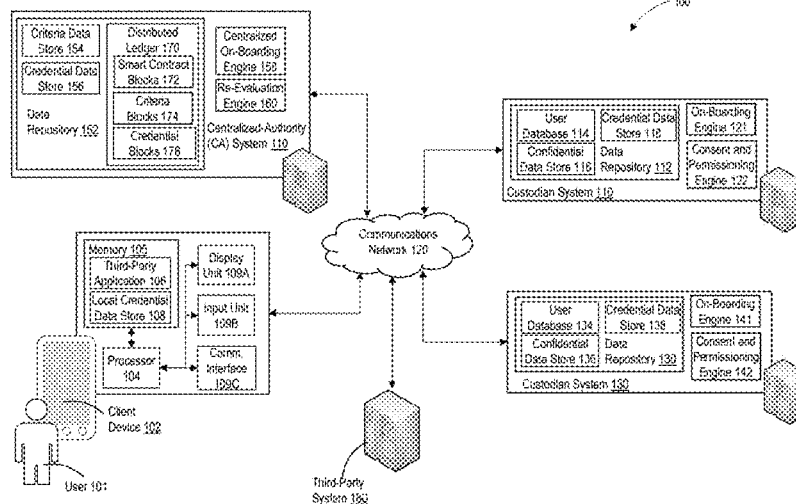 100
Criteria Data
Store 154
Credential Data
Store 156
Data
Repository 152
Distributed
Ledger 170
Smart Contract
Blocks 172
Criteria
Blocks 174
Credential
Blocks 176
Centralized
On-Boarding
Engine 158
Re-Evaluation
Engine 160
Centralized-Authority
(CA) System 110
User
Database 114
Confidential
Data Store 116
Credential Data
Store 118
Data
Repository 112
On-Boarding
Engine 121
Consent and
Permissioning
Engine 122
Custodian System 110
Communications
Network 120
Memory 105
Third-Party
Application 106
Local Credential
Data Store 108
Processor
104
Display
Unit 109A
Input Unit
109B
Comm.
Interface
109C
Client
Device 102
User 101
Third-Party
System 180
User
Database 134
Confidential
Data Store 136
Credential Data
Store 138
Data
Repository 130
On-Boarding
Engine 141
Consent and
Permissioning
Engine 142
Custodian System 130